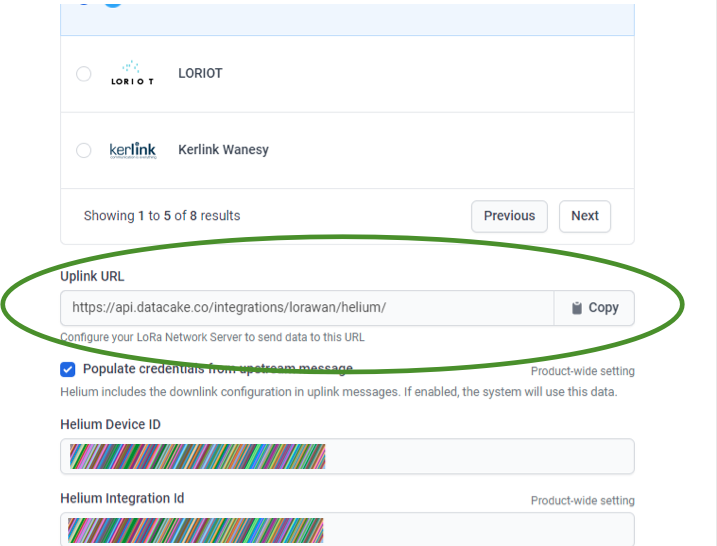 LORIOT
LORIOT
kerlink
Kerlink Wanesy
Showing 1 to 5 of 8 results
Previous
Next
Uplink URL
https://api.datacake.co/integrations/lorawan/helium/
Copy
Configure your LoRa Network Server to send data to this URL
Populate credentials from upstream message
Product-wide setting
Helium includes the downlink configuration in uplink messages. If enabled, the system will use this data.
Helium Device ID
Helium Integration Id
Product-wide setting